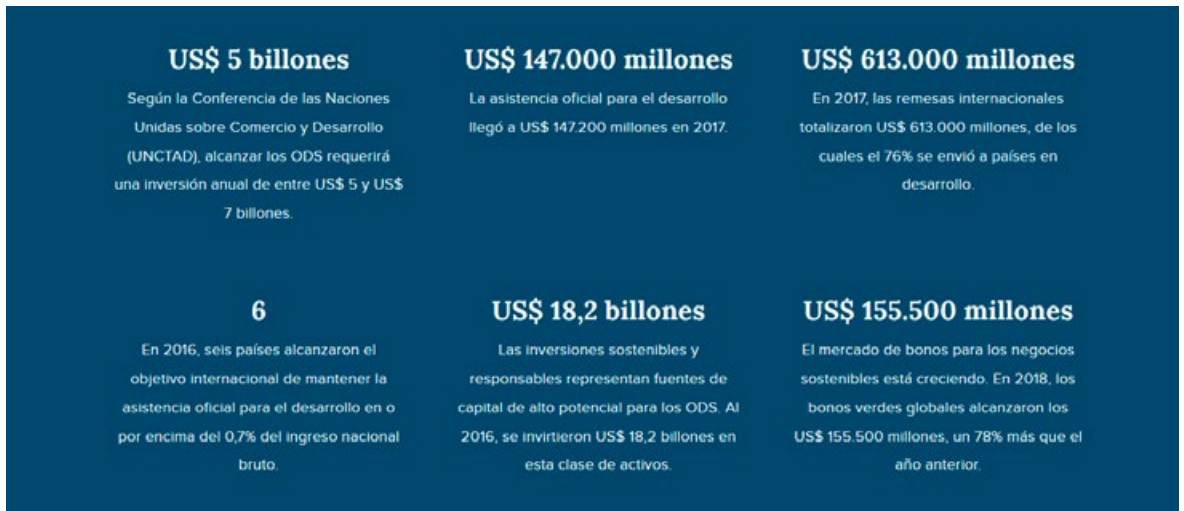 US$ 5 billones
Según la Conferencia de las Naciones
Unidas sobre Comercio y Desarrollo
(UNCTAD), alcanzar los ODS requerirá
una inversión anual de entre US$ 5 y US$
7 billones.
US$ 147.000 millones
La asistencia oficial para el desarrollo
llegó a US$ 147.200 millones en 2017.
US$ 613.000 millones
En 2017, las remesas internacionales
totalizaron US$ 613.000 millones, de los
cuales el 76% se envió a países en
desarrollo.
6
En 2016, seis países alcanzaron el
objetivo internacional de mantener la
asistencia oficial para el desarrollo en o
por encima del 0,7% del ingreso nacional
bruto.
US$ 18,2 billones
Las inversiones sostenibles y
responsables representan fuentes de
capital de alto potencial para los ODS. Al
2016, se invirtieron US$ 18,2 billones en
esta clase de activos.
US$ 155.500 millones
El mercado de bonos para los negocios
sostenibles está creciendo. En 2018, los
bonos verdes globales alcanzaron los
US$ 155.500 millones, un 78% más que el
año anterior.